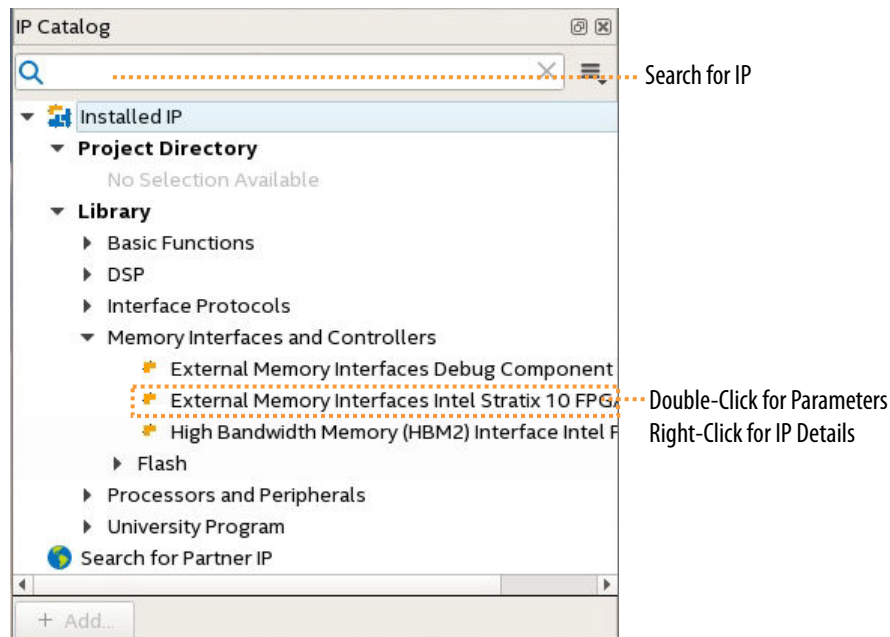 IP Catalog
Search for IP
Installed IP
Project Directory
No Selection Available
Library
Basic Functions
DSP
Interface Protocols
Memory Interfaces and Controllers
External Memory Interfaces Debug Component
External Memory Interfaces Intel Stratix 10 FPGA
Double-Click for Parameters
High Bandwidth Memory (HBM2) Interface Intel F
Right-Click for IP Details
Flash
Processors and Peripherals
University Program
Search for Partner IP
+ Add...